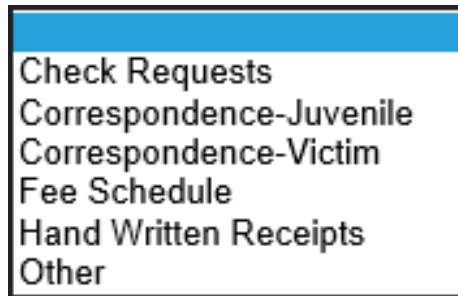 Check Requests
Correspondence-Juvenile
Correspondence-Victim
Fee Schedule
Hand Written Receipts
Other